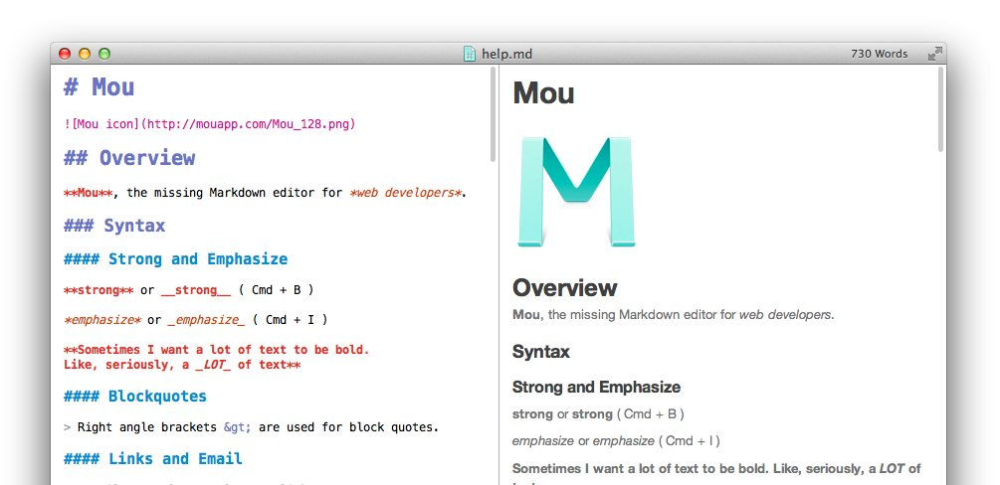 help.md
730 Words
# Mou
![Mou icon](http://mouapp.com/Mou_128.png)
## Overview
**Mou**, the missing Markdown editor for *web developers*.
### Syntax
#### Strong and Emphasize
**strong** or __strong__ ( Cmd + B )
*emphasize* or _emphasize_ ( Cmd + I )
**Sometimes I want a lot of text to be bold.
Like, seriously, a _LOT_ of text**
#### Blockquotes
> Right angle brackets &gt; are used for block quotes.
#### Links and Email
Mou
M
Overview
Mou, the missing Markdown editor for web developers.
Syntax
Strong and Emphasize
strong or strong ( Cmd + B )
emphasize or emphasize ( Cmd + I )
Sometimes I want a lot of text to be bold. Like, seriously, a LOT of